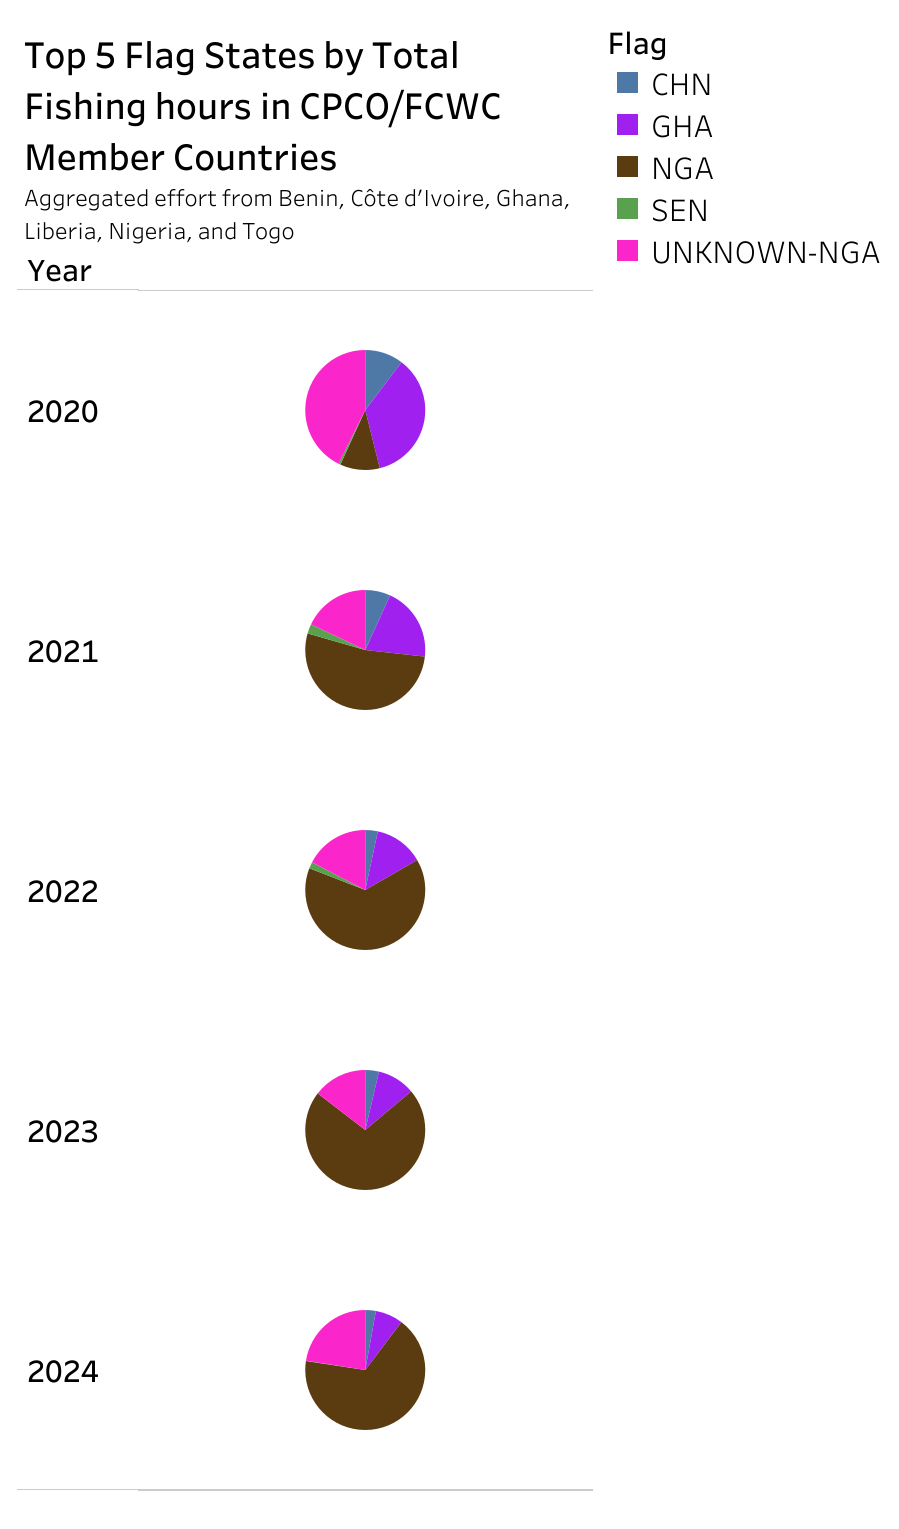 Top 5 Flag States by Total
Fishing hours in CPCO/FCWC
Member Countries
Aggregated effort from Benin, Côte d’Ivoire, Ghana,
Liberia, Nigeria, and Togo
Year
2020
2021
2022
2023
2024
Flag
CHN
GHA
NGA
SEN
UNKNOWN-NGA